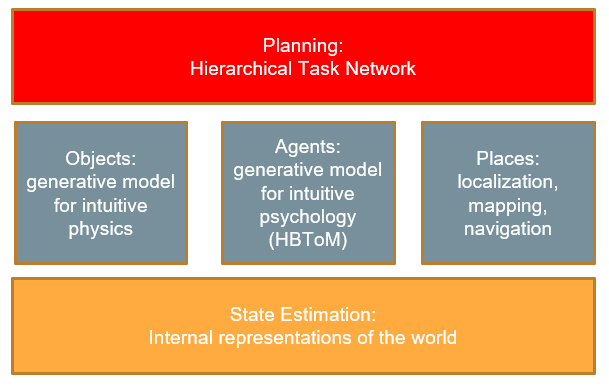 Planning:
Hierarchical Task Network
Objects:
generative model
for intuitive
physics
Agents:
generative model
for intuitive
psychology
(HBToM)
Places:
localization,
mapping,
navigation
State Estimation:
Internal representations of the world